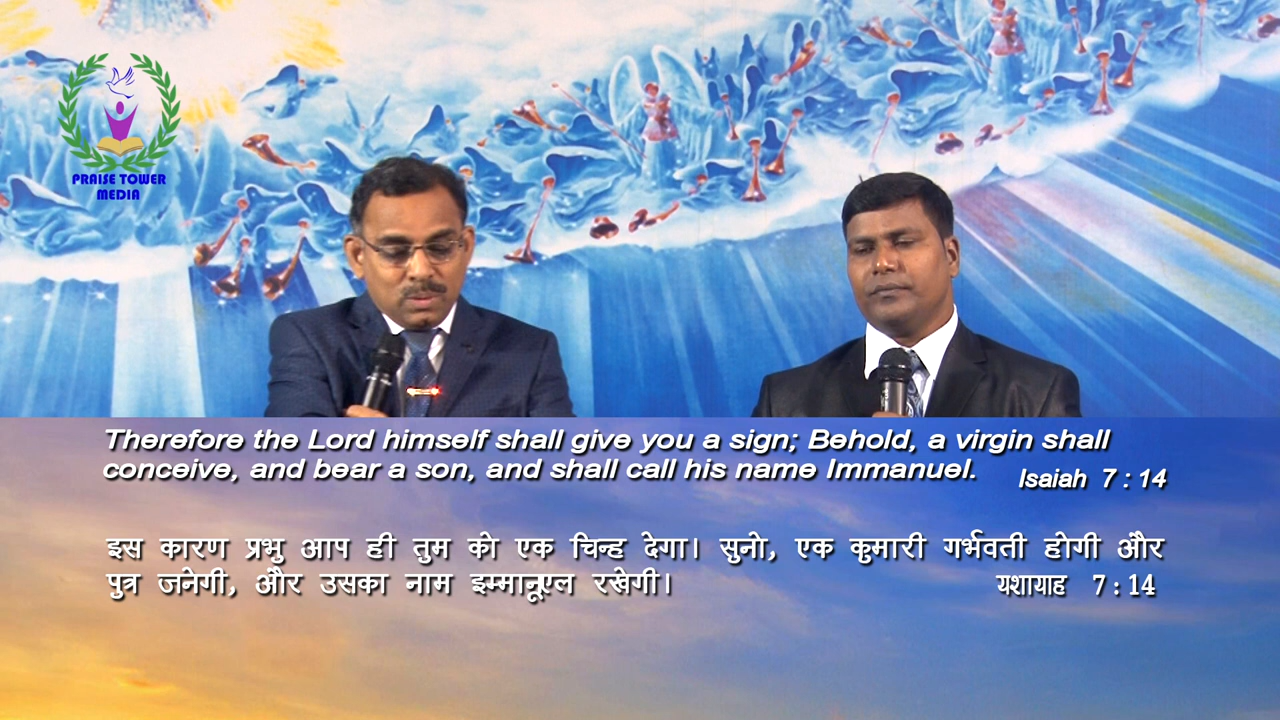 PRAISE TOWER
MEDIA
Therefore the Lord himself shall give you a sign; Behold, a virgin shall
conceive, and bear a son, and shall call his name Immanuel.
Isaiah 7 : 14
इस कारण प्रभु आप ही तुम को एक चिन्ह देगा। सुनो, एक कुमारी गर्भवती होगी और
पुत्र जनेगी, और उसका नाम इम्मानूएल रखेगी।
यशायाह 7 : 14